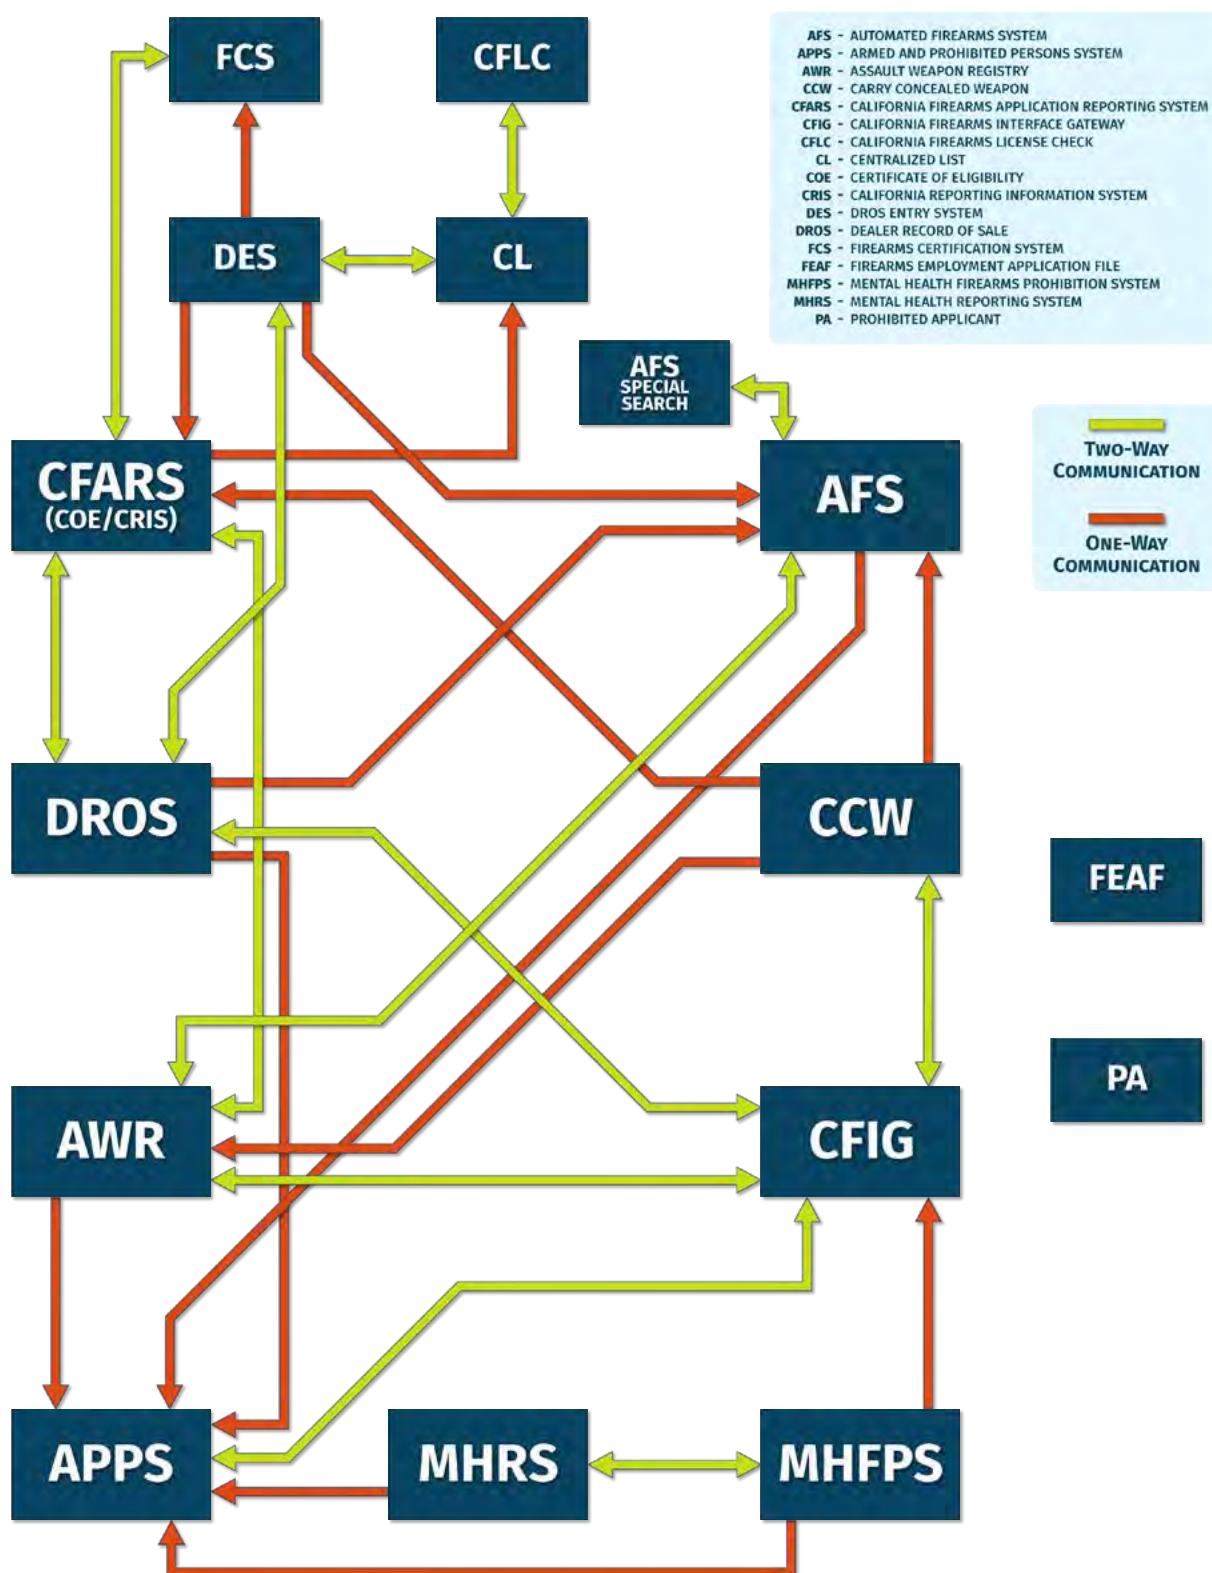 FCS
CFLC
AFS - AUTOMATED FIREARMS SYSTEM
APPS - ARMED AND PROHIBITED PERSONS SYSTEM
AWR - ASSAULT WEAPON REGISTRY
CCW - CARRY CONCEALED WEAPON
CFARS - CALIFORNIA FIREARMS APPLICATION REPORTING SYSTEM
CFIG - CALIFORNIA FIREARMS INTERFACE GATEWAY
CFLC - CALIFORNIA FIREARMS LICENSE CHECK
CL - CENTRALIZED LIST
COE - CERTIFICATE OF ELIGIBILITY
CRIS - CALIFORNIA REPORTING INFORMATION SYSTEM
DES - DROS ENTRY SYSTEM
DROS - DEALER RECORD OF SALE
FCS - FIREARMS CERTIFICATION SYSTEM
FEAF - FIREARMS EMPLOYMENT APPLICATION FILE
MHFPS - MENTAL HEALTH FIREARMS PROHIBITION SYSTEM
MHRS - MENTAL HEALTH REPORTING SYSTEM
PA - PROHIBITED APPLICANT
DES
CL
AFS
SPECIAL
SEARCH
CFARS
(COE/CRIS)
AFS
TWO-WAY
COMMUNICATION
ONE-WAY
COMMUNICATION
DROS
CCW
FEAF
PA
AWR
CFIG
APPS
MHRS
MHFPS